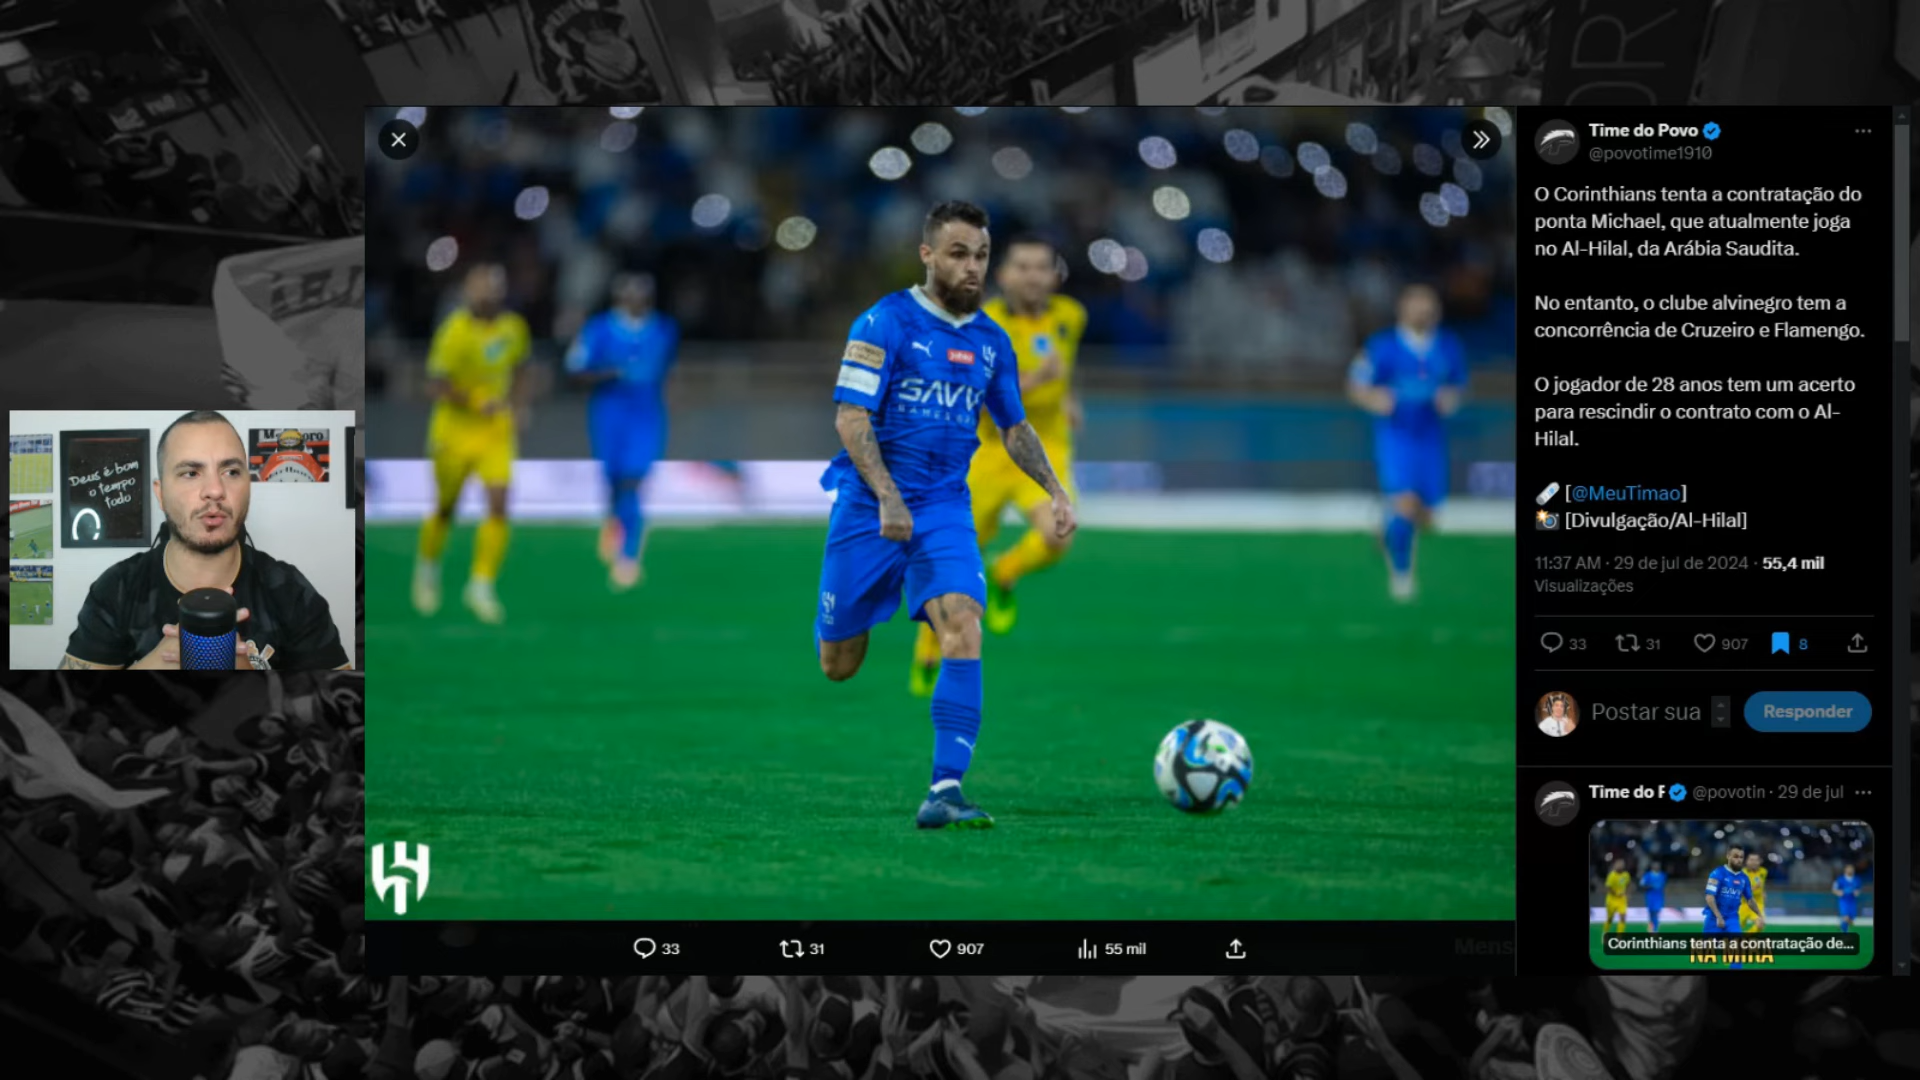 Time do Povo
@povotime1910
O Corinthians tenta a contratação do
ponta Michael, que atualmente joga
no Al-Hilal, da Arábia Saudita.
No entanto, o clube alvinegro tem a
concorrência de Cruzeiro e Flamengo.
O jogador de 28 anos tem um acerto
para rescindir o contrato com o Al-
Hilal.
[@MeuTimao]
[Divulgação/Al-Hilal]
11:37 AM · 29 de jul de 2024 · 55,4 mil
Visualizações
33 31 907 8
Postar sua
Responder
Time do F @povotin · 29 de jul
Corinthians tenta a contratação de...
NA MIRA
33 31 907 55 mil
Mens
SAVV
Deus é bom
o tempo
todo